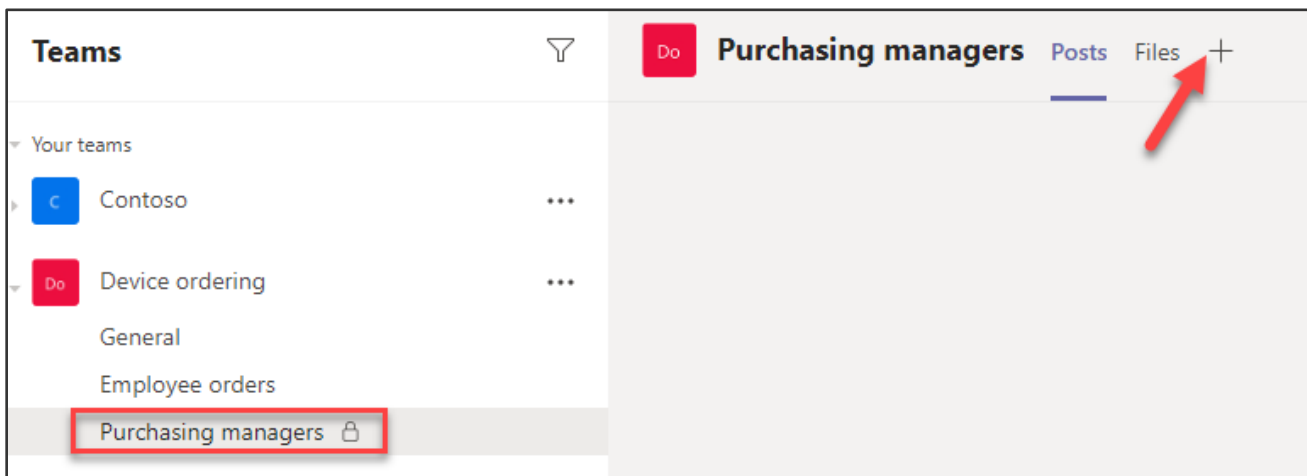 Teams
Your teams
C Contoso
Do Device ordering
General
Employee orders
Purchasing managers
Do Purchasing managers Posts Files